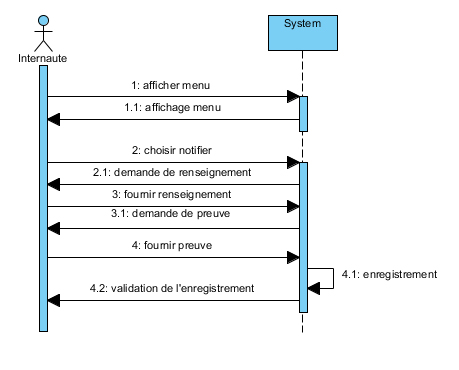 System
Internaute
1: afficher menu
1.1: affichage menu
2: choisir notifier
2.1: demande de renseignement
3: fournir renseignement
3.1: demande de preuve
4: fournir preuve
4.1: enregistrement
4.2: validation de l'enregistrement